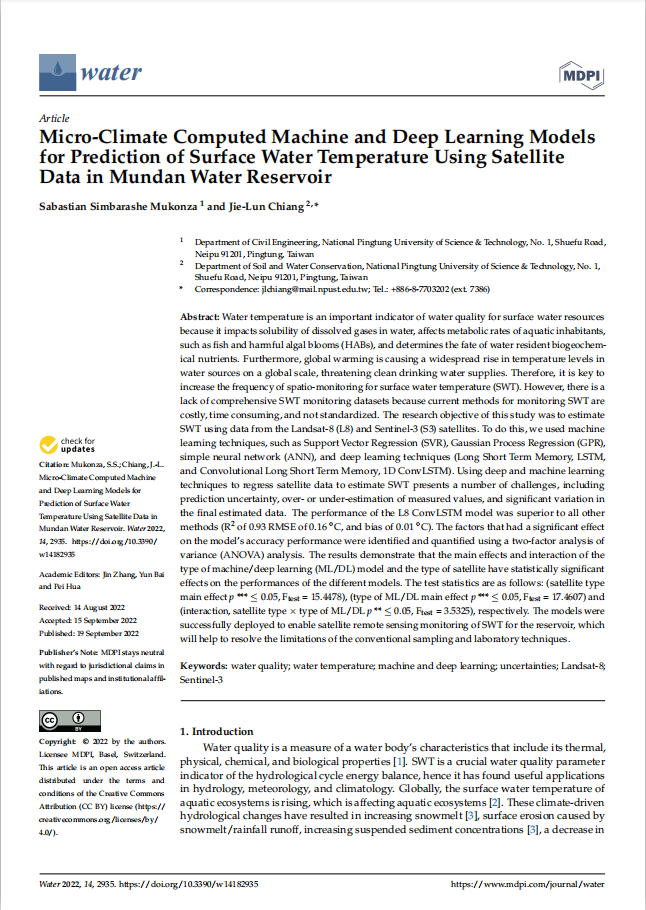 water
MDPI
Article
Micro-Climate Computed Machine and Deep Learning Models
for Prediction of Surface Water Temperature Using Satellite
Data in Mundan Water Reservoir
Sabastian Simbarashe Mukonza 1 and Jie-Lun Chiang 2,*
1 Department of Civil Engineering, National Pingtung University of Science & Technology, No. 1, Shuefu Road,
Neipu 91201, Pingtung, Taiwan
2 Department of Soil and Water Conservation, National Pingtung University of Science & Technology, No. 1,
Shuefu Road, Neipu 91201, Pingtung, Taiwan
* Correspondence: jlchiang@mail.npust.edu.tw; Tel.: +886-8-7703202 (ext. 7386)
Abstract: Water temperature is an important indicator of water quality for surface water resources
because it impacts solubility of dissolved gases in water, affects metabolic rates of aquatic inhabitants,
such as fish and harmful algal blooms (HABs), and determines the fate of water resident biogeochem-
ical nutrients. Furthermore, global warming is causing a widespread rise in temperature levels in
water sources on a global scale, threatening clean drinking water supplies. Therefore, it is key to
increase the frequency of spatio-monitoring for surface water temperature (SWT). However, there is a
lack of comprehensive SWT monitoring datasets because current methods for monitoring SWT are
costly, time consuming, and not standardized. The research objective of this study was to estimate
SWT using data from the Landsat-8 (L8) and Sentinel-3 (S3) satellites. To do this, we used machine
learning techniques, such as Support Vector Regression (SVR), Gaussian Process Regression (GPR),
simple neural network (ANN), and deep learning techniques (Long Short Term Memory, LSTM,
and Convolutional Long Short Term Memory, 1D ConvLSTM). Using deep and machine learning
techniques to regress satellite data to estimate SWT presents a number of challenges, including
prediction uncertainty, over- or under-estimation of measured values, and significant variation in
the final estimated data. The performance of the L8 ConvLSTM model was superior to all other
methods (R2 of 0.93 RMSE of 0.16 °C, and bias of 0.01 °C). The factors that had a significant effect
on the model's accuracy performance were identified and quantified using a two-factor analysis of
variance (ANOVA) analysis. The results demonstrate that the main effects and interaction of the
type of machine/deep learning (ML/DL) model and the type of satellite have statistically significant
effects on the performances of the different models. The test statistics are as follows: (satellite type
main effect p *** ≤ 0.05, Ftest = 15.4478), (type of ML/DL main effect p *** ≤ 0.05, Ftest = 17.4607) and
(interaction, satellite type × type of ML/DL p ** ≤ 0.05, Ftest = 3.5325), respectively. The models were
successfully deployed to enable satellite remote sensing monitoring of SWT for the reservoir, which
will help to resolve the limitations of the conventional sampling and laboratory techniques.
Keywords: water quality; water temperature; machine and deep learning; uncertainties; Landsat-8;
Sentinel-3
check for
updates
Citation: Mukonza, S.S.; Chiang, J.-L.
Micro-Climate Computed Machine
and Deep Learning Models for
Prediction of Surface Water
Temperature Using Satellite Data in
Mundan Water Reservoir. Water 2022,
14, 2935. https://doi.org/10.3390/
w14182935
Academic Editors: Jin Zhang, Yun Bai
and Pei Hua
Received: 14 August 2022
Accepted: 15 September 2022
Published: 19 September 2022
Publisher's Note: MDPI stays neutral
with regard to jurisdictional claims in
published maps and institutional affil-
iations.
CC BY
Copyright: © 2022 by the authors.
Licensee MDPI, Basel, Switzerland.
This article is an open access article
distributed under the terms and
conditions of the Creative Commons
Attribution (CC BY) license (https://
creativecommons.org/licenses/by/
4.0/).
1. Introduction
Water quality is a measure of a water body's characteristics that include its thermal,
physical, chemical, and biological properties [1]. SWT is a crucial water quality parameter
indicator of the hydrological cycle energy balance, hence it has found useful applications
in hydrology, meteorology, and climatology. Globally, the surface water temperature of
aquatic ecosystems is rising, which is affecting aquatic ecosystems [2]. These climate-driven
hydrological changes have resulted in increasing snowmelt [3], surface erosion caused by
snowmelt/rainfall runoff, increasing suspended sediment concentrations [3], a decrease in
Water 2022, 14, 2935. https://doi.org/10.3390/w14182935
https://www.mdpi.com/journal/water